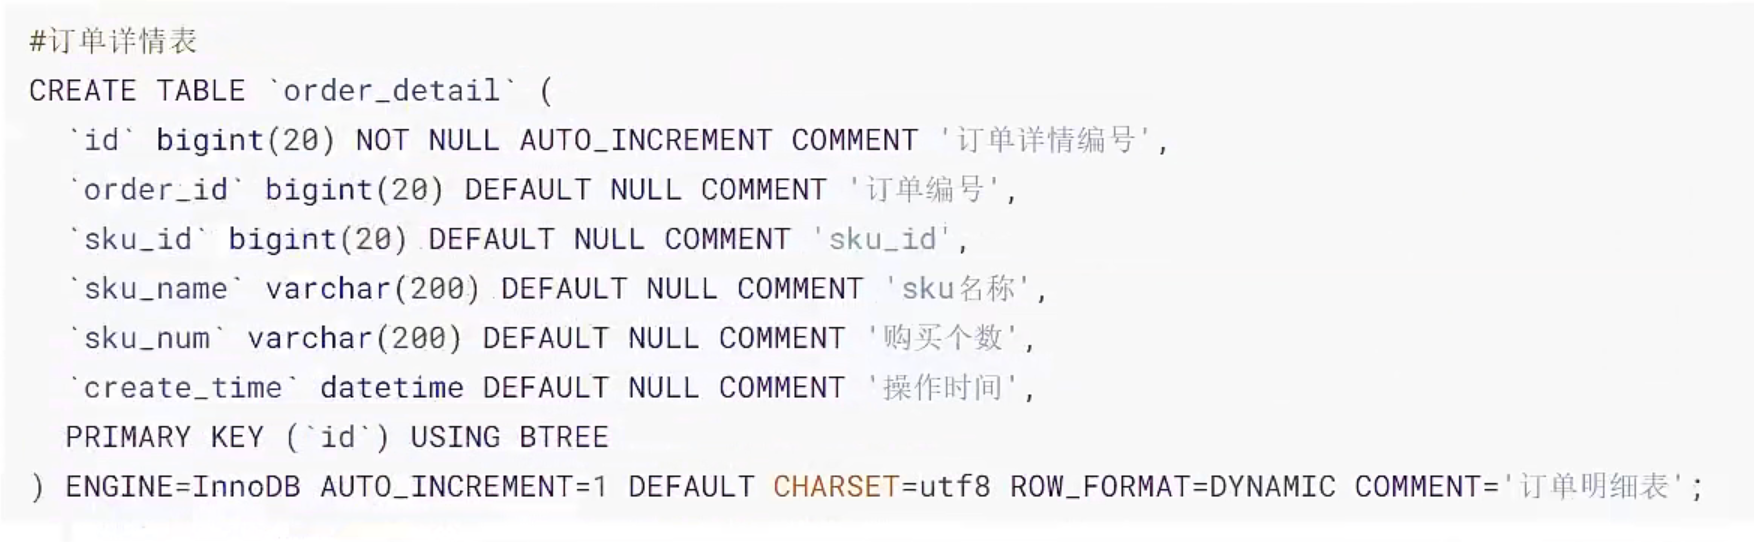 #订单详情表
CREATE TABLE `order_detail` (
`id` bigint(20) NOT NULL AUTO_INCREMENT COMMENT '订单详情编号',
`order_id` bigint(20) DEFAULT NULL COMMENT '订单编号',
`sku_id` bigint(20) DEFAULT NULL COMMENT 'sku_id',
`sku_name` varchar(200) DEFAULT NULL COMMENT 'sku名称',
`sku_num` varchar(200) DEFAULT NULL COMMENT '购买个数',
`create_time` datetime DEFAULT NULL COMMENT '操作时间',
PRIMARY KEY (`id`) USING BTREE
) ENGINE=InnoDB AUTO_INCREMENT=1 DEFAULT CHARSET=utf8 ROW_FORMAT=DYNAMIC COMMENT='订单明细表';